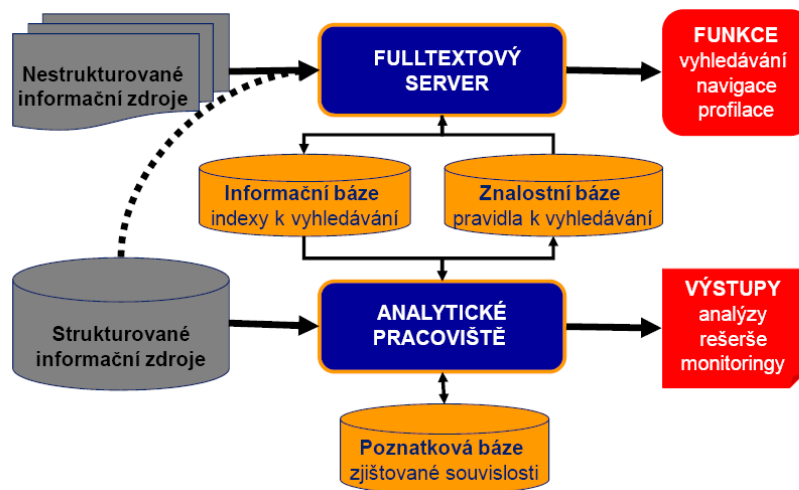 Nestrukturované
informační zdroje
FULLTEXTOVÝ
SERVER
FUNKCE
vyhledávání
navigace
profilace
Informační báze
indexy k vyhledávání
Znalostní báze
pravidla k vyhledávání
Strukturované
informační zdroje
ANALYTICKÉ
PRACOVIŠTĚ
VÝSTUPY
analýzy
rešerše
monitoringy
Poznatková báze
zjištované souvislosti